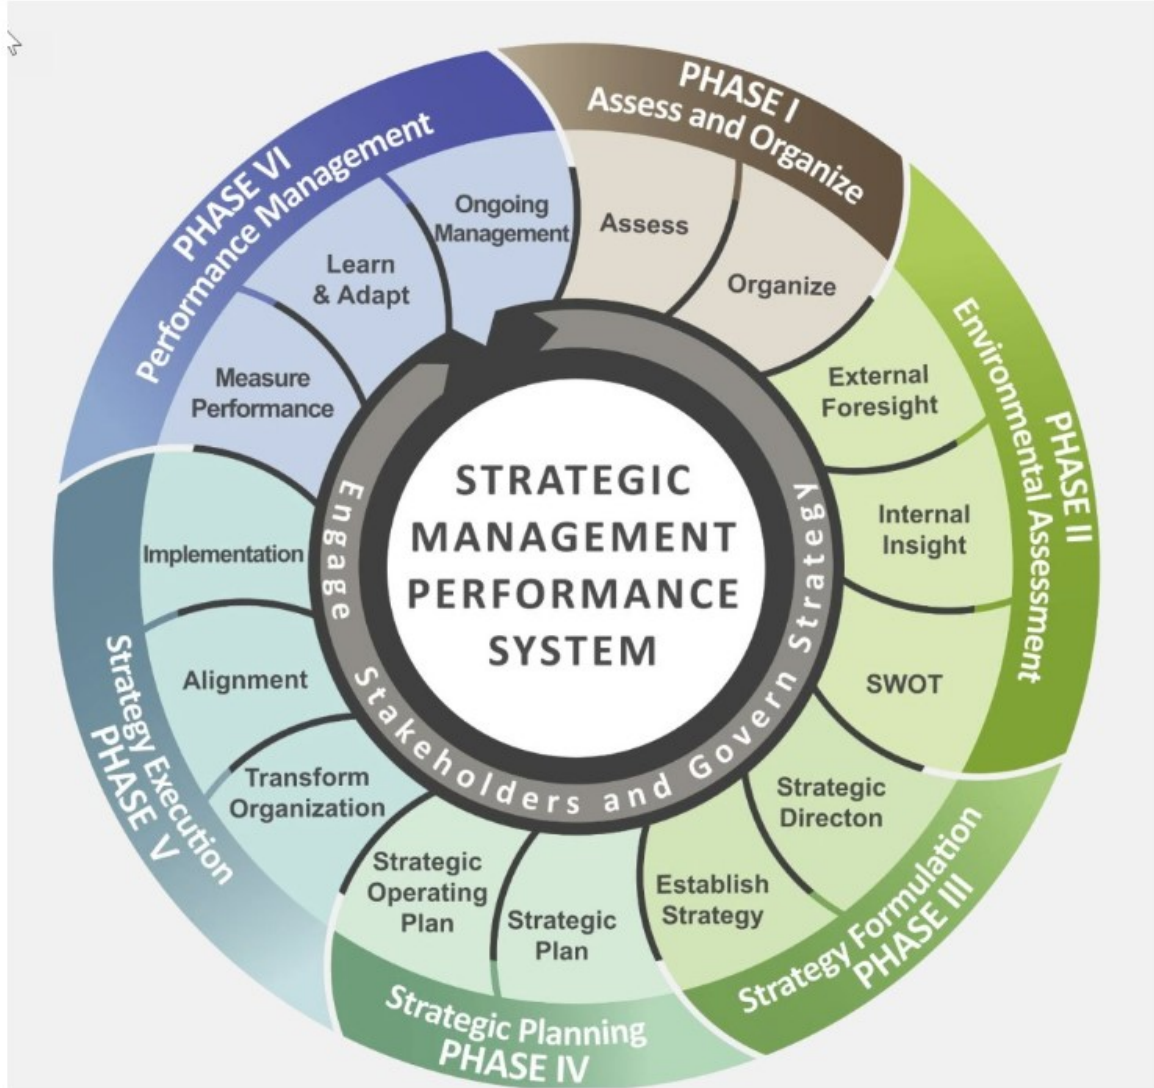 PHASE I
Assess and Organize
Assess
Organize
PHASE II
Environmental Assessment
External
Foresight
Internal
Insight
SWOT
Strategy Formulation
PHASE III
Strategic
Directon
Establish
Strategy
Strategic Planning
PHASE IV
Strategic
Plan
Strategic
Operating
Plan
Strategy Execution
PHASE V
Transform
Organization
Alignment
Implementation
PHASE VI
Performance Management
Measure
Performance
Learn
& Adapt
Ongoing
Management
Engage Stakeholders and Govern Strategy
STRATEGIC
MANAGEMENT
PERFORMANCE
SYSTEM